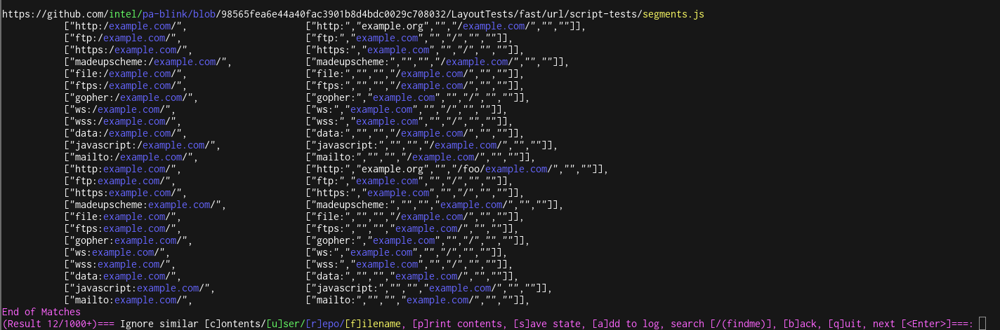 https://github.com/intel/pa-blink/blob/98565fea6e44a40fac3901b8d4bdc0029c708032/LayoutTests/fast/url/script-tests/segments.js
["http:/example.com/", ["http:","example.org","","/example.com/","",""]],
["ftp:/example.com/", ["ftp:","example.com","","/","",""]],
["https:/example.com/", ["https:","example.com","","/","",""]],
["madeupscheme:/example.com/", ["madeupscheme:","","","/example.com/","",""]],
["file:/example.com/", ["file:","","","/example.com/","",""]],
["ftps:/example.com/", ["ftps:","","","/example.com/","",""]],
["gopher:/example.com/", ["gopher:","example.com","","/","",""]],
["ws:/example.com/", ["ws:","example.com","","/","",""]],
["wss:/example.com/", ["wss:","example.com","","/","",""]],
["data:/example.com/", ["data:","","","/example.com/","",""]],
["javascript:/example.com/", ["javascript:","","","/example.com/","",""]],
["mailto:/example.com/", ["mailto:","","","/example.com/","",""]],
["http:example.com/", ["http:","example.org","","/foo/example.com/","",""]],
["ftp:example.com/", ["ftp:","example.com","","/","",""]],
["https:example.com/", ["https:","example.com","","/","",""]],
["madeupscheme:example.com/", ["madeupscheme:","","","example.com/","",""]],
["file:example.com/", ["file:","","","/example.com/","",""]],
["ftps:example.com/", ["ftps:","","","example.com/","",""]],
["gopher:example.com/", ["gopher:","example.com","","/","",""]],
["ws:example.com/", ["ws:","example.com","","/","",""]],
["wss:example.com/", ["wss:","example.com","","/","",""]],
["data:example.com/", ["data:","","","example.com/","",""]],
["javascript:example.com/", ["javascript:","","","example.com/","",""]],
["mailto:example.com/", ["mailto:","","","example.com/","",""]],
End of Matches
(Result 12/1000+)=== Ignore similar [c]ontents/[u]ser/[r]epo/[f]ilename, [p]rint contents, [s]ave state, [a]dd to log, search [/(findme)], [b]ack, [q]uit, next [<Enter>]===: